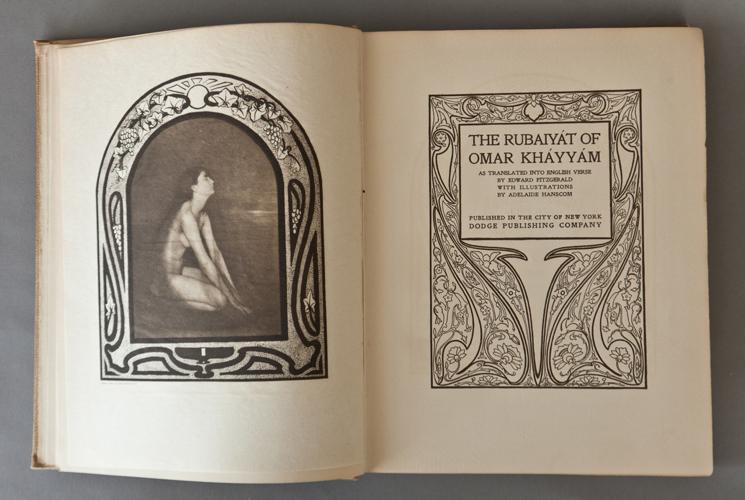 THE RUBAIYÁT OF
OMAR KHÁYYÁM
AS TRANSLATED INTO ENGLISH VERSE
BY EDWARD FITZGERALD
WITH ILLUSTRATIONS
BY ADELAIDE HANSCOM
PUBLISHED IN THE CITY OF NEW YORK
DODGE PUBLISHING COMPANY